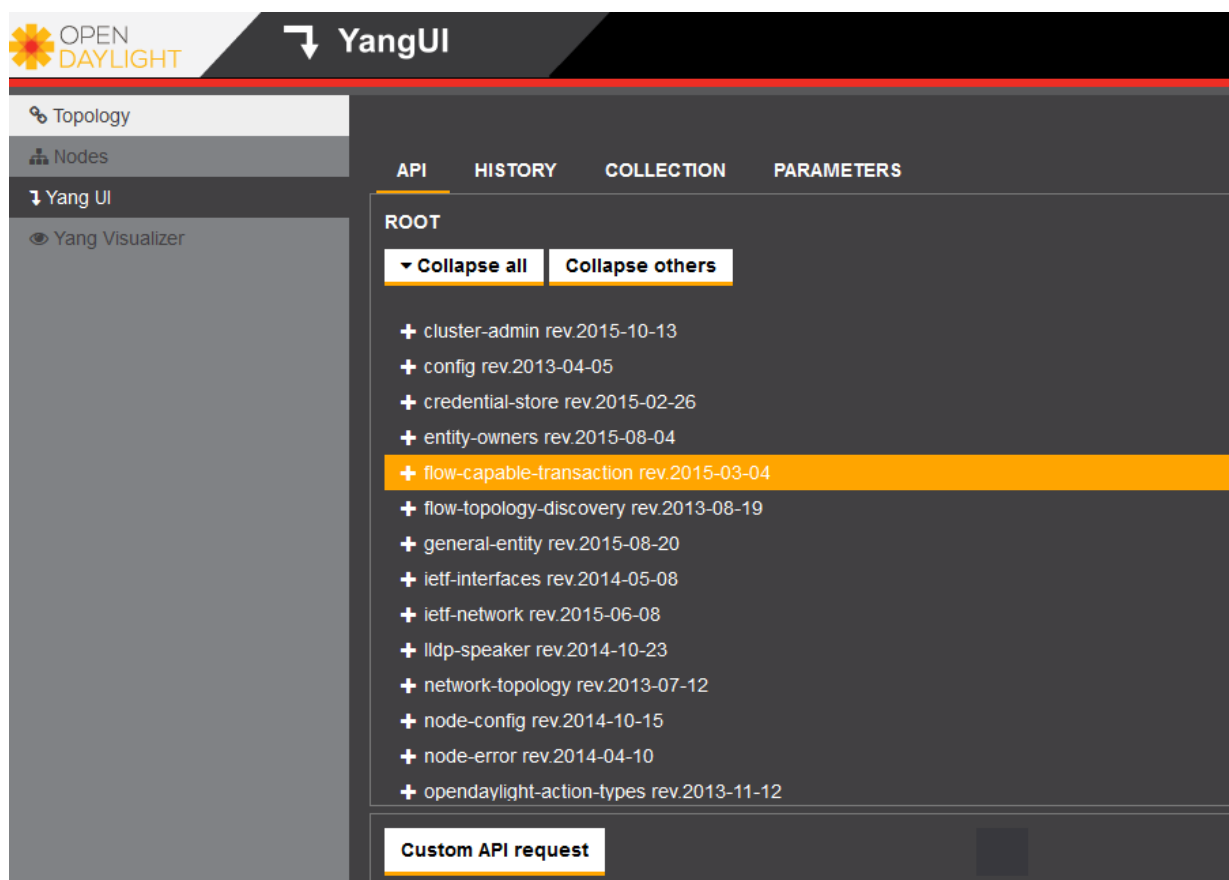 OPEN
DAYLIGHT
YangUI
Topology
Nodes
Yang UI
Yang Visualizer
API HISTORY COLLECTION PARAMETERS
ROOT
Collapse all Collapse others
cluster-admin rev.2015-10-13
config rev.2013-04-05
credential-store rev.2015-02-26
entity-owners rev.2015-08-04
flow-capable-transaction rev.2015-03-04
flow-topology-discovery rev.2013-08-19
general-entity rev.2015-08-20
ietf-interfaces rev.2014-05-08
ietf-network rev.2015-06-08
lldp-speaker rev.2014-10-23
network-topology rev.2013-07-12
node-config rev.2014-10-15
node-error rev.2014-04-10
opendaylight-action-types rev.2013-11-12
Custom API request